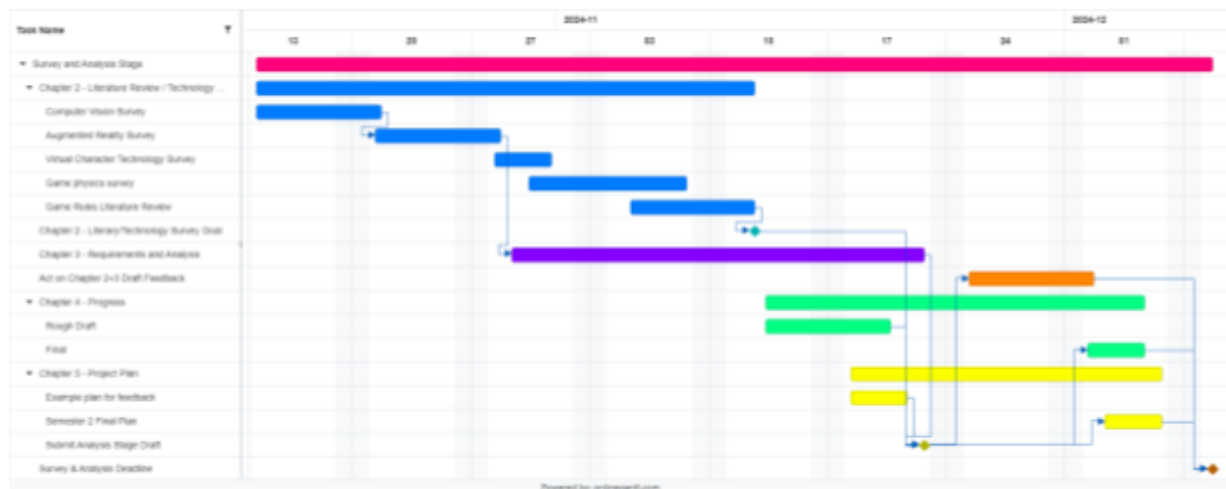 2024-11 2024-12
Task Name
13 20 27 03 10 17 24 01
Survey and Analysis Stage
Chapter 2 - Literature Review / Technology ...
Computer Vision Survey
Augmented Reality Survey
Virtual Character Technology Survey
Game physics survey
Game Rules Literature Review
Chapter 2 - Literary/Technology Survey Goal
Chapter 3 - Requirements and Analysis
Act on Chapter 2+3 Draft Feedback
Chapter 4 - Progress
Rough Draft
Final
Chapter 5 - Project Plan
Example plan for feedback
Semester 2 Final Plan
Submit Analysis Stage Draft
Survey & Analysis Deadline
Powered by: onlinegantt.com